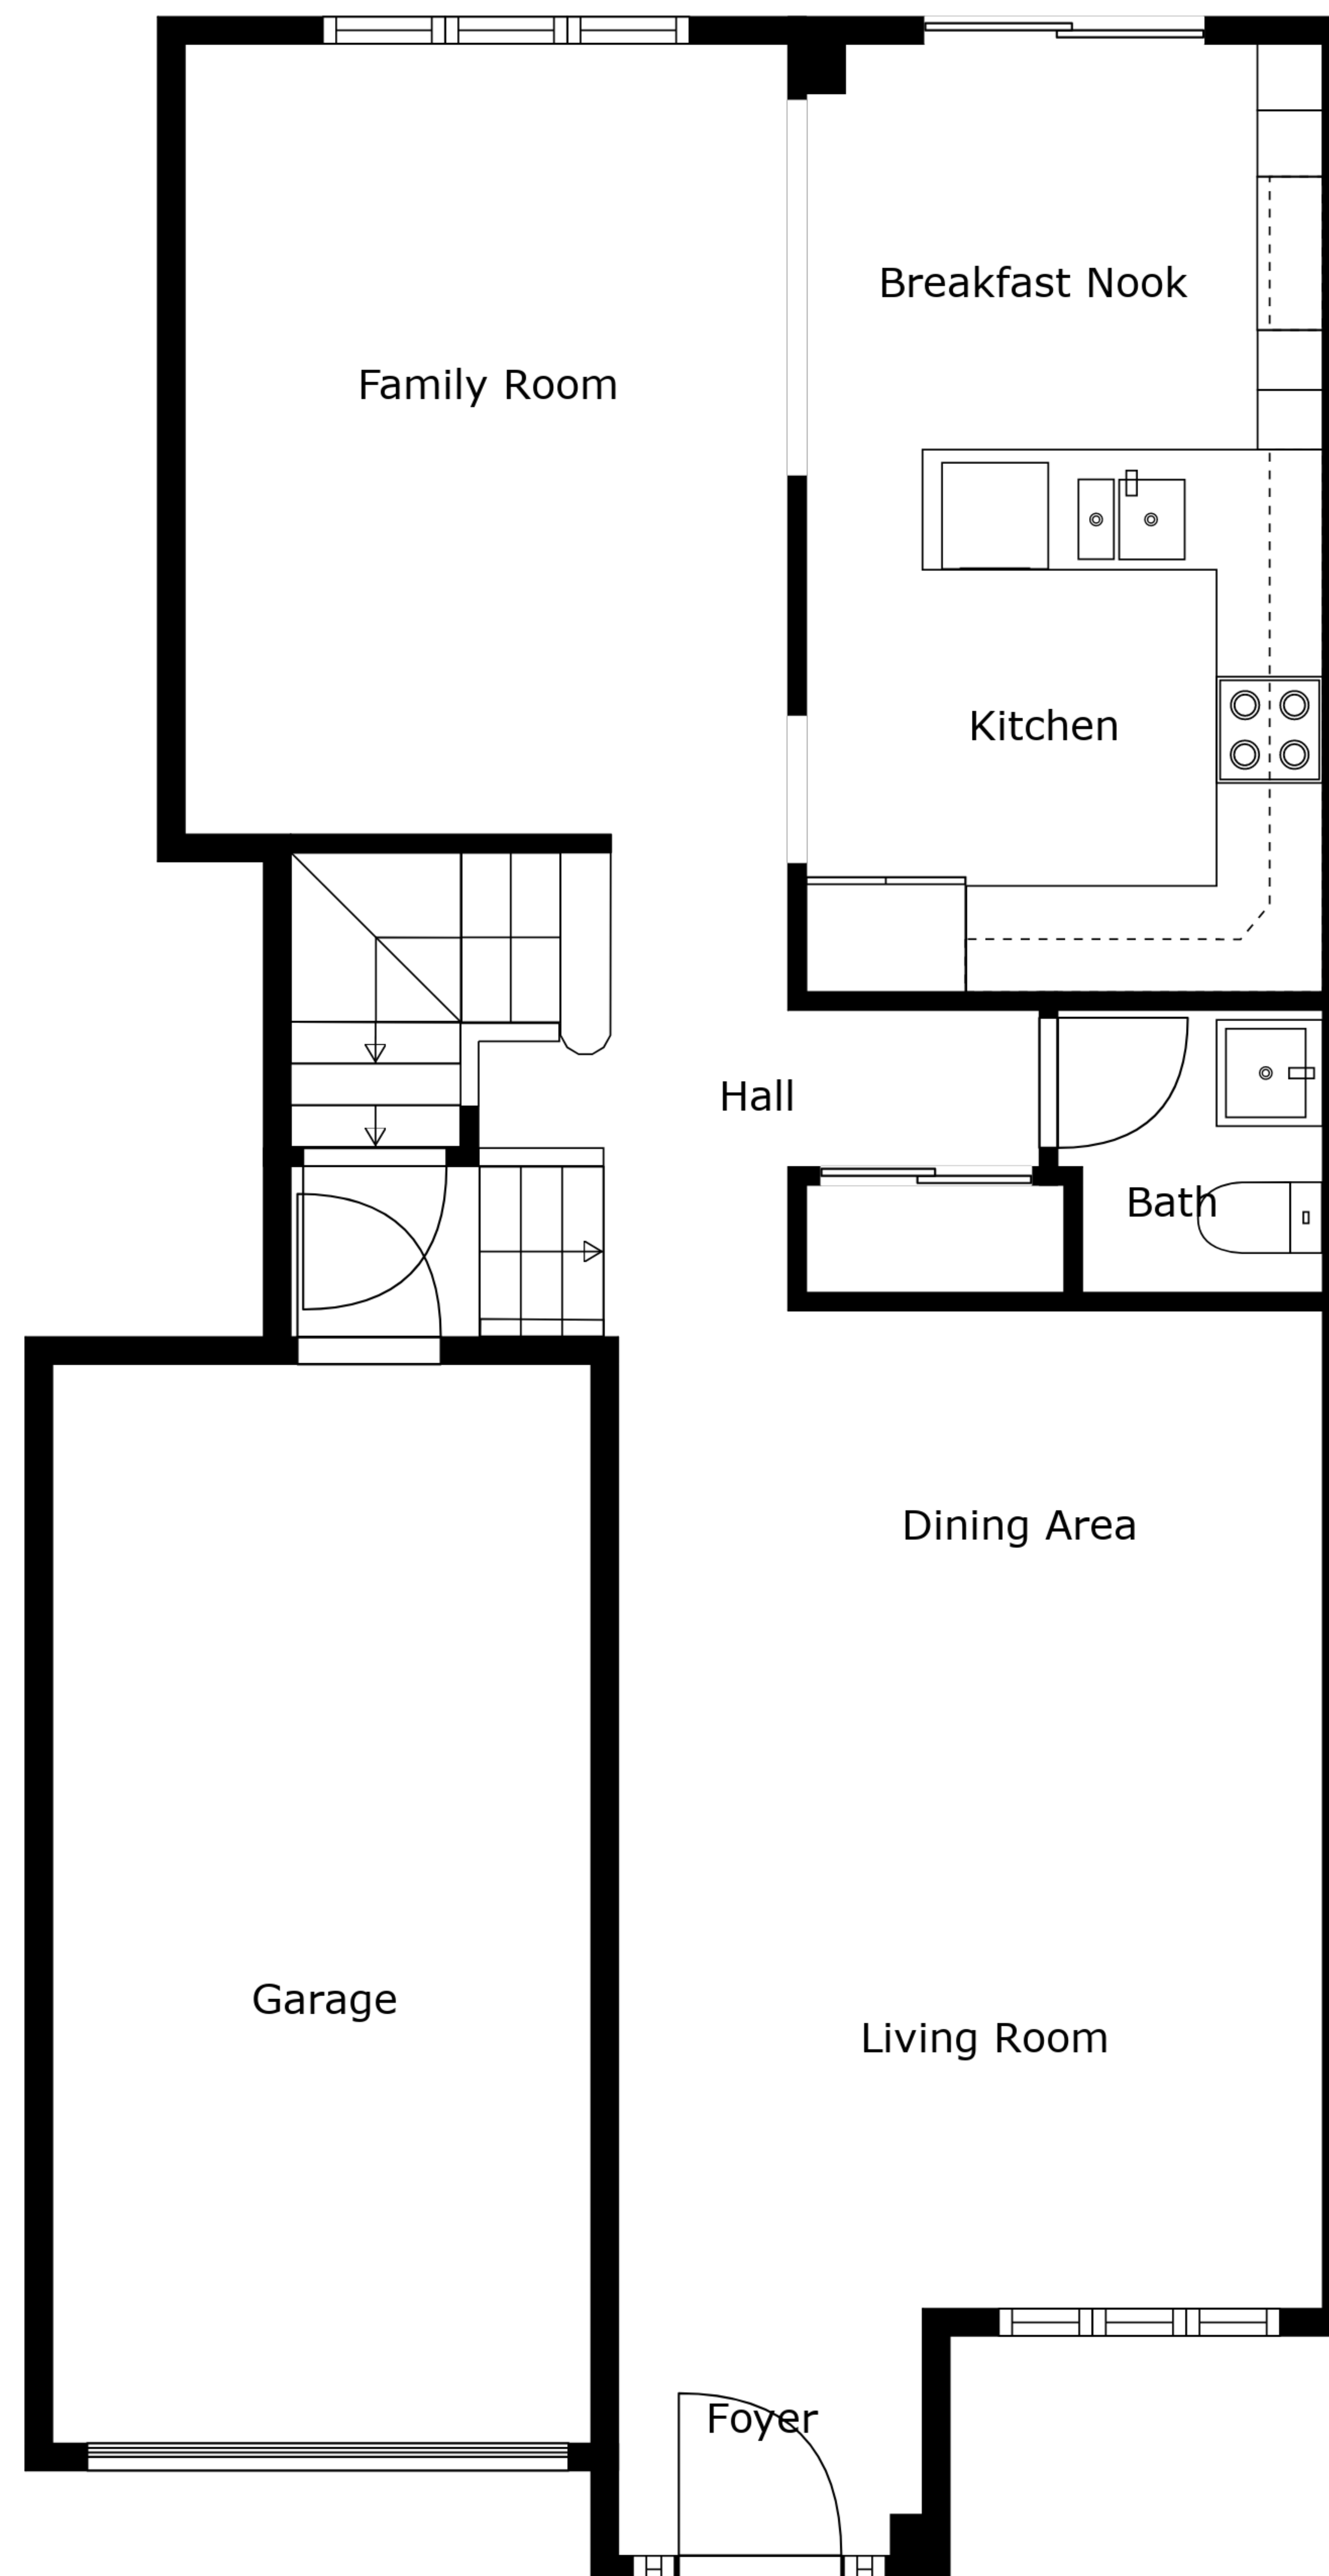 Breakfast Nook
Family Room
Kitchen
Hall
Bath
Dining Area
Garage
Living Room
Foyer